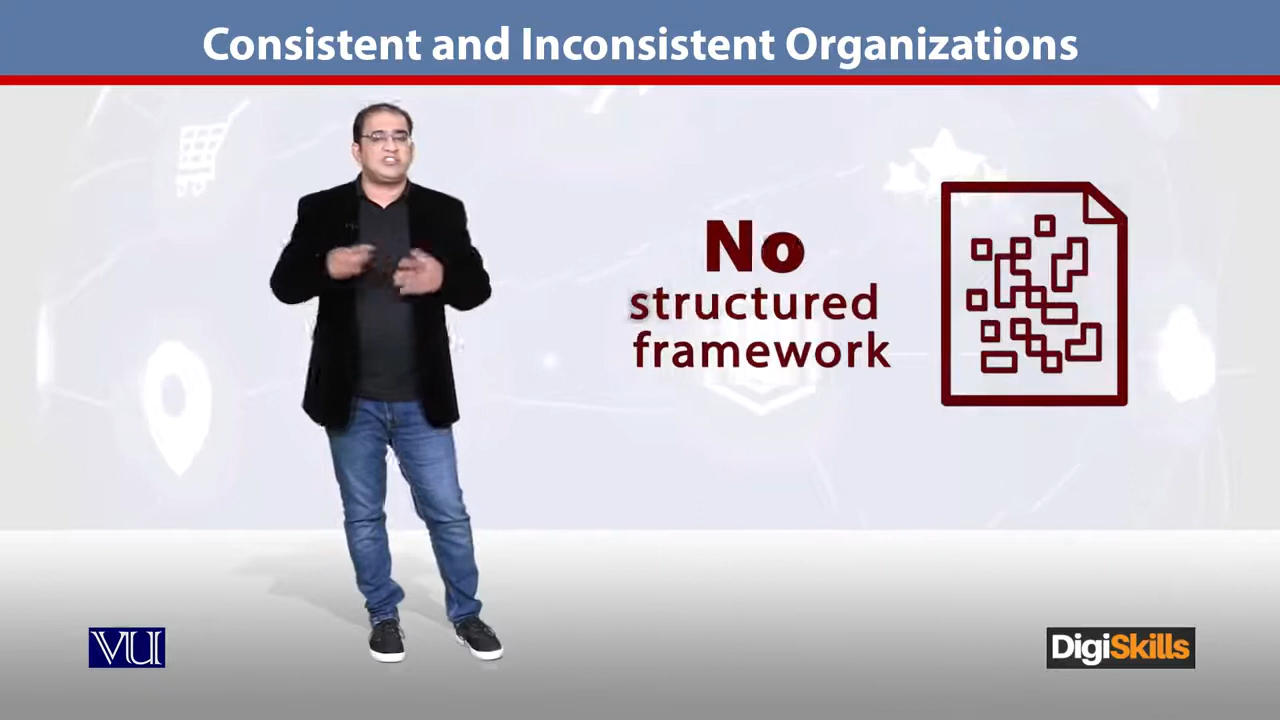 Consistent and Inconsistent Organizations
No
structured
framework
VU
DigiSkills